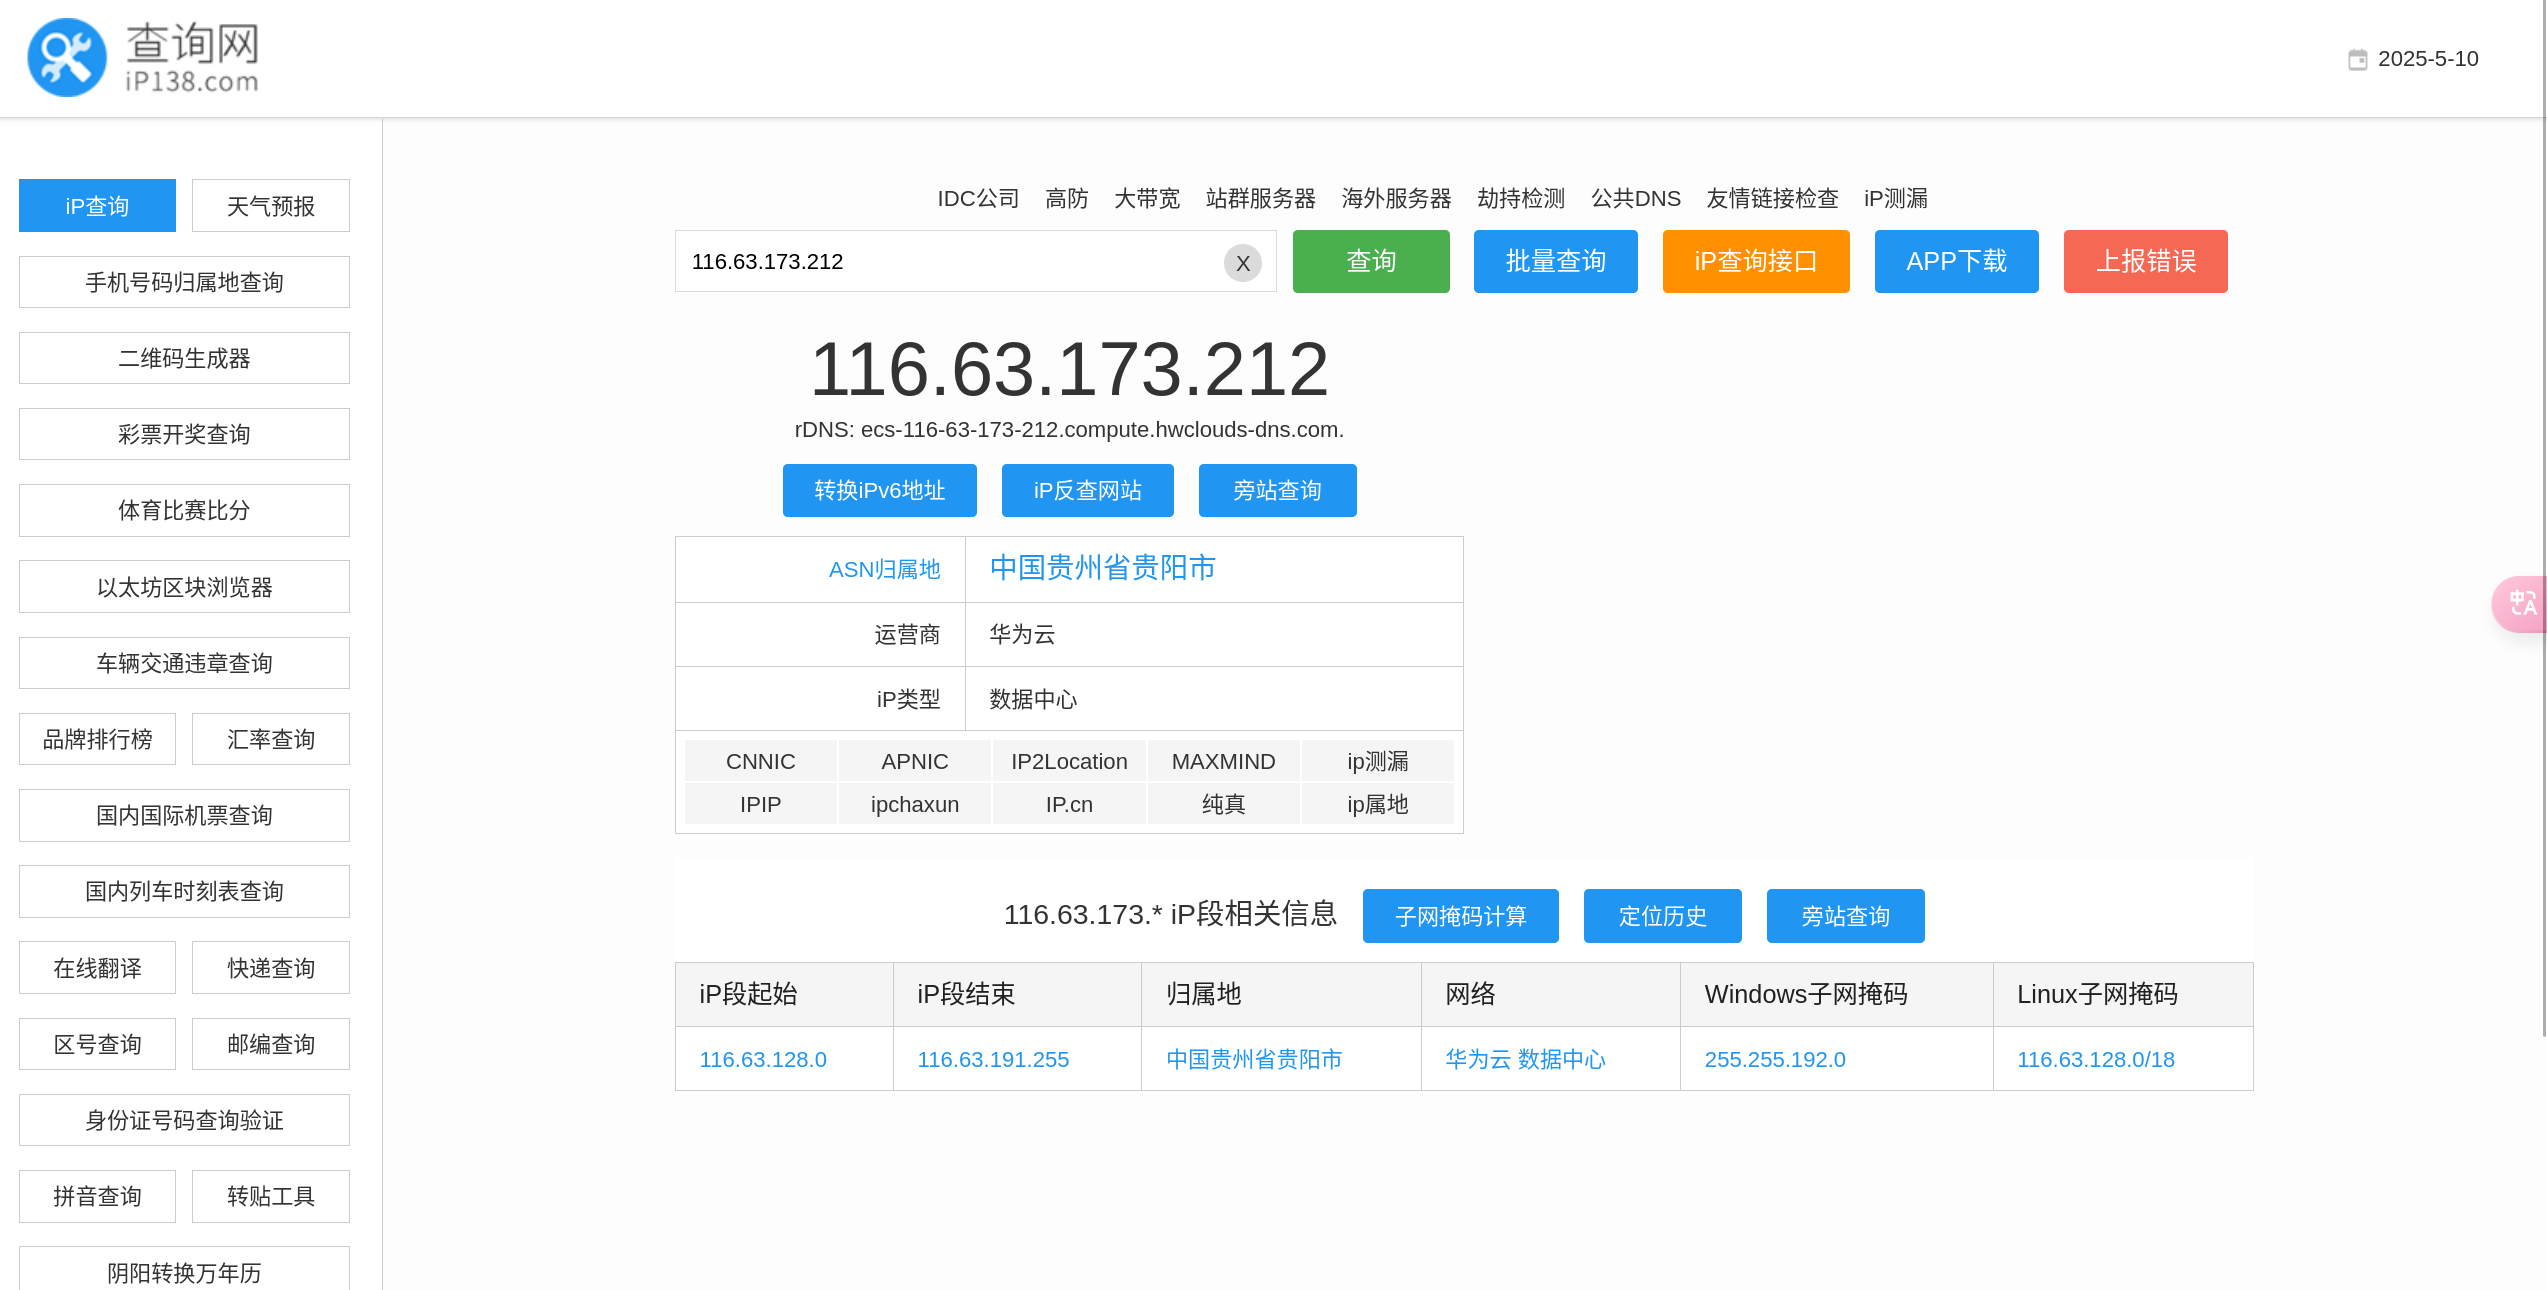 查询网
iP138.com
2025-5-10
iP查询 天气预报
手机号码归属地查询
二维码生成器
彩票开奖查询
体育比赛比分
以太坊区块浏览器
车辆交通违章查询
品牌排行榜 汇率查询
国内国际机票查询
国内列车时刻表查询
在线翻译 快递查询
区号查询 邮编查询
身份证号码查询验证
拼音查询 转贴工具
阴阳转换万年历
IDC公司 高防 大带宽 站群服务器 海外服务器 劫持检测 公共DNS 友情链接检查 iP测漏
116.63.173.212 X 查询 批量查询 iP查询接口 APP下载 上报错误
116.63.173.212
rDNS: ecs-116-63-173-212.compute.hwclouds-dns.com.
转换iPv6地址 iP反查网站 旁站查询
ASN归属地 中国贵州省贵阳市
运营商 华为云
iP类型 数据中心
CNNIC APNIC IP2Location MAXMIND ip测漏
IPIP ipchaxun IP.cn 纯真 ip属地
116.63.173.* iP段相关信息 子网掩码计算 定位历史 旁站查询
iP段起始 iP段结束 归属地 网络 Windows子网掩码 Linux子网掩码
116.63.128.0 116.63.191.255 中国贵州省贵阳市 华为云 数据中心 255.255.192.0 116.63.128.0/18
中A